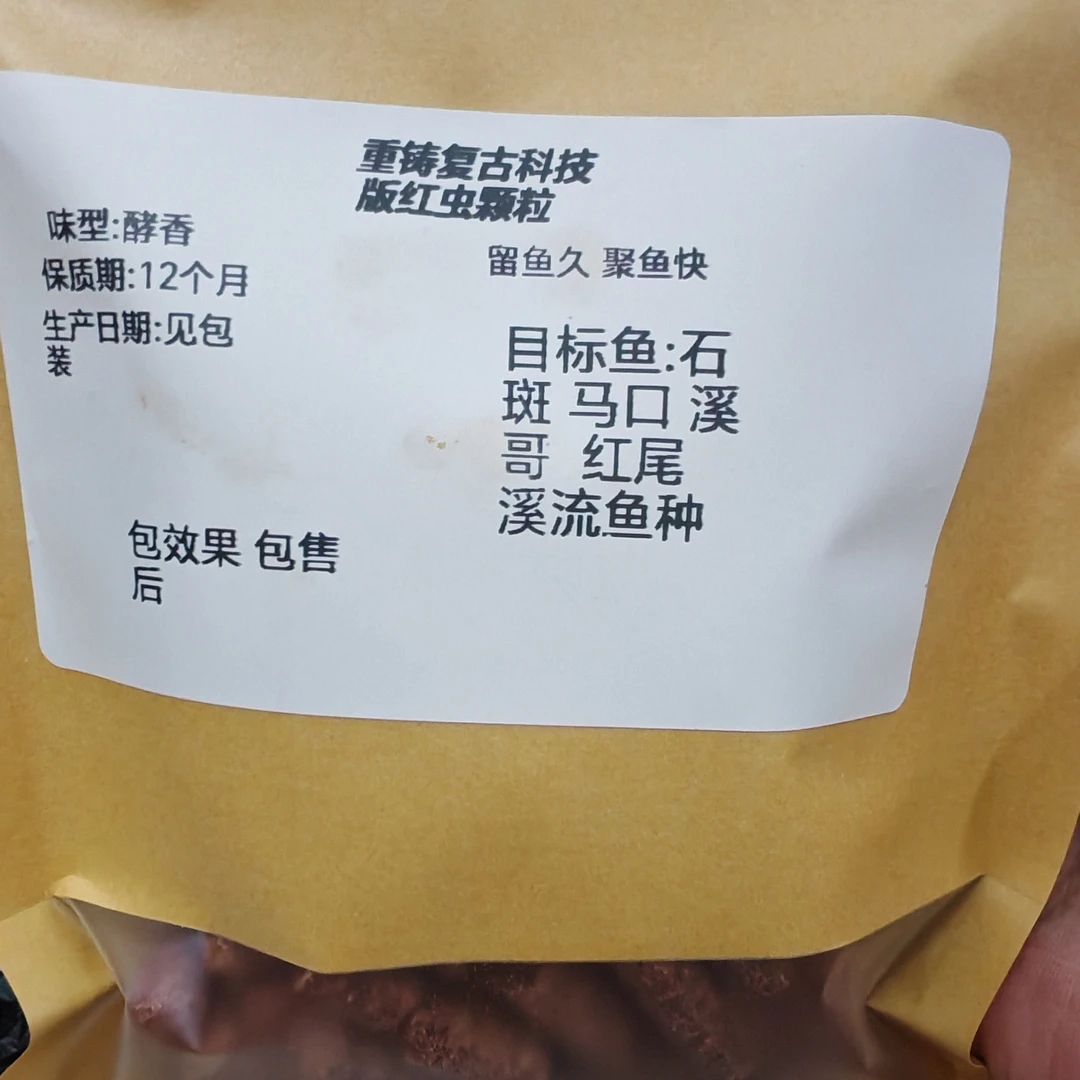 重铸复古科技
版红虫颗粒
味型:酵香
保质期:12个月
生产日期:见包
装
留鱼久 聚鱼快
目标鱼:石
斑 马口 溪
哥 红尾
溪流鱼种
包效果 包售
后